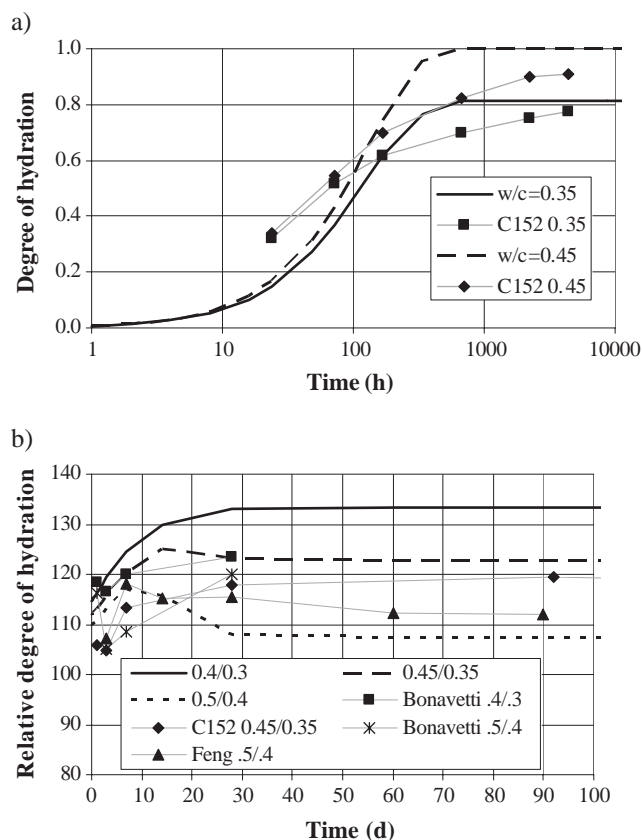 a)
1.0
0.8
0.6
0.4
0.2
0.0
Degree of hydration
w/c=0.35
C152 0.35
w/c=0.45
C152 0.45
1 10 100 1000 10000
Time (h)
b)
140
130
120
110
100
90
80
Relative degree of hydration
0.4/0.3 0.45/0.35
0.5/0.4 Bonavetti .4/.3
C152 0.45/0.35 Bonavetti .5/.4
Feng .5/.4
0 10 20 30 40 50 60 70 80 90 100
Time (d)